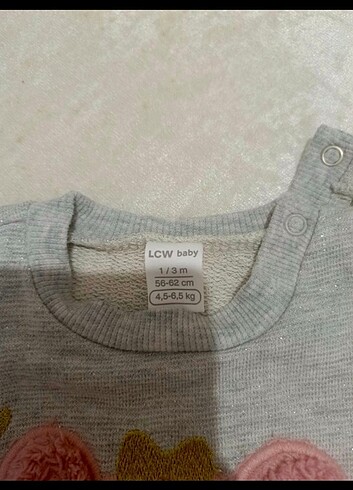 LCW baby
1 / 3 m
56-62 cm
4,5-6,5 kg